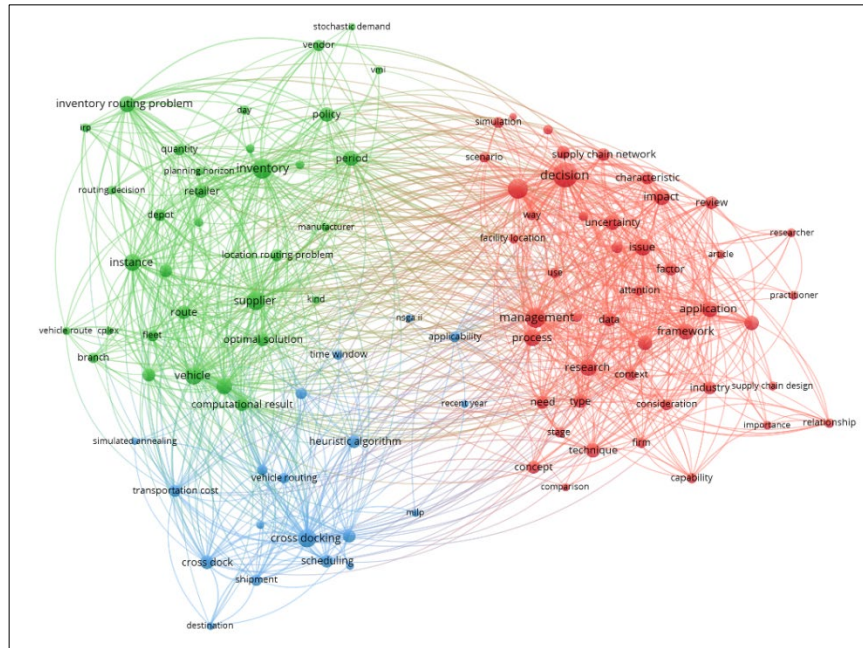 stochastic demand
vendor
vmi
inventory routing problem
day
policy
irp
simulation
quantity
period
scenario
supply chain network
planning horizon
inventory
decision
characteristic
routing decision
retailer
impact
review
depot
way
uncertainty
manufacturer
researcher
facility location
issue
location routing problem
article
instance
use
factor
attention
practitioner
supplier
kind
route
nsga ii
management
data
application
vehicle route
cplex
fleet
optimal solution
applicability
process
framework
branch
time window
vehicle
research
context
industry
supply chain design
computational result
recent year
need
type
consideration
importance
relationship
simulated annealing
heuristic algorithm
stage
technique
firm
vehicle routing
concept
capability
transportation cost
comparison
milp
cross docking
cross dock
scheduling
shipment
destination